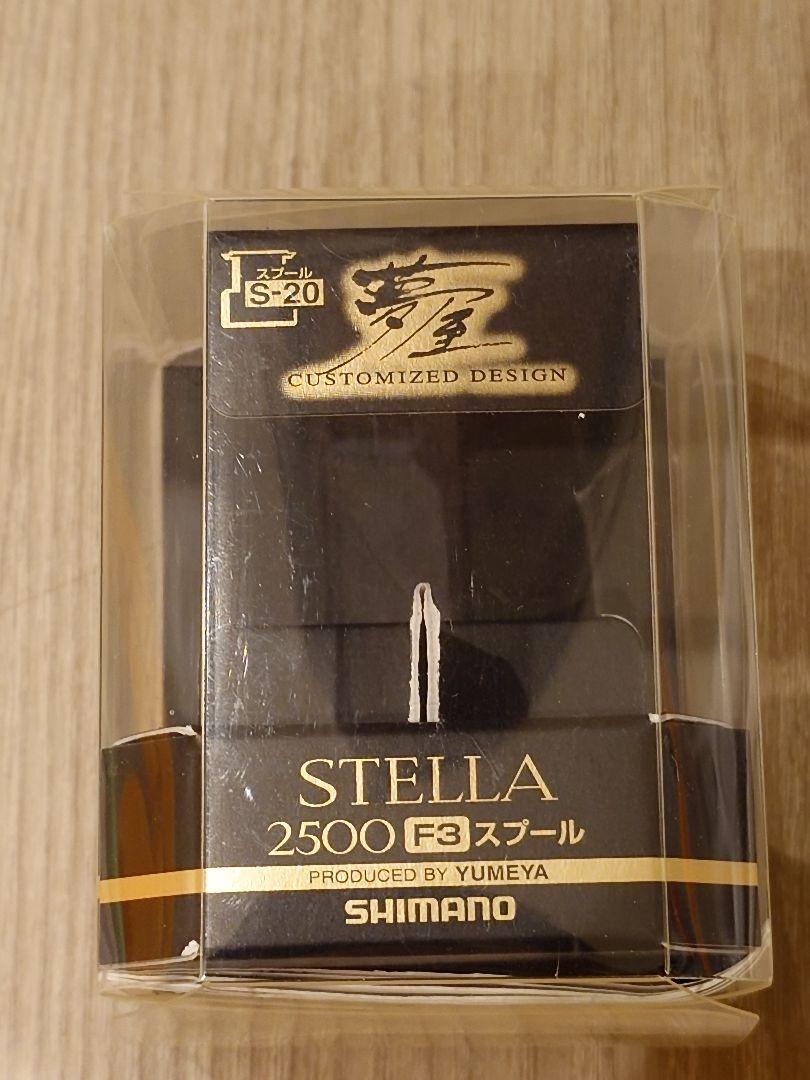 スプール
S-20
夢屋
CUSTOMIZED DESIGN
STELLA
2500 F3 スプール
PRODUCED BY YUMEYA
SHIMANO